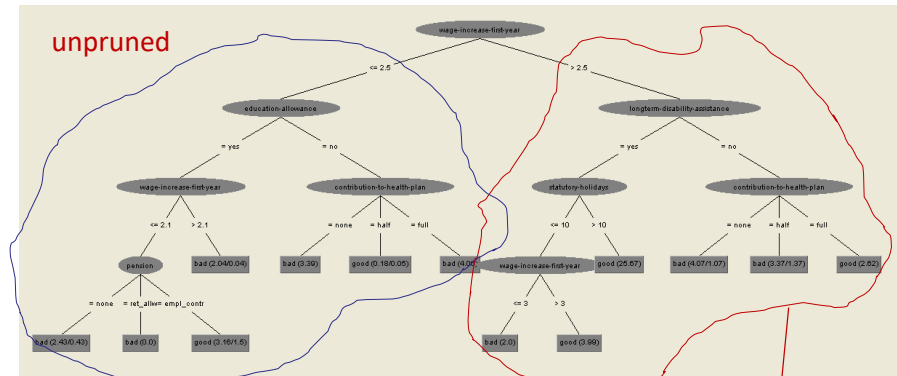 unpruned
wage-increase-first-year
<= 2.5
> 2.5
education-allowance
longterm-disability-assistance
= yes
= no
= yes
= no
wage-increase-first-year
contribution-to-health-plan
statutory-holidays
contribution-to-health-plan
<= 2.1
> 2.1
= none
= half
= full
<= 10
> 10
= none
= half
= full
pension
bad (2.04/0.04)
bad (3.39)
good (0.18/0.05)
bad (4.06
wage-increase-first-year
good (25.67)
bad (4.07/1.07)
bad (3.37/1.37)
good (2.62)
= none
= ret_allw
= empl_contr
<= 3
> 3
bad (2.43/0.43)
bad (0.0)
good (3.16/1.5)
bad (2.0)
good (3.99)